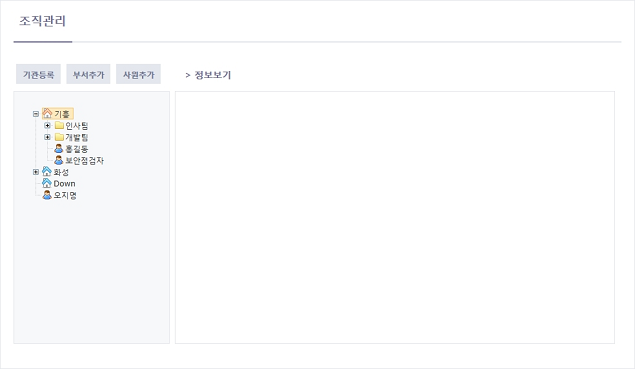 조직관리
기관등록 부서추가 사원추가 > 정보보기
기흥
인사팀
개발팀
홍길동
보안점검자
화성
Down
오지명